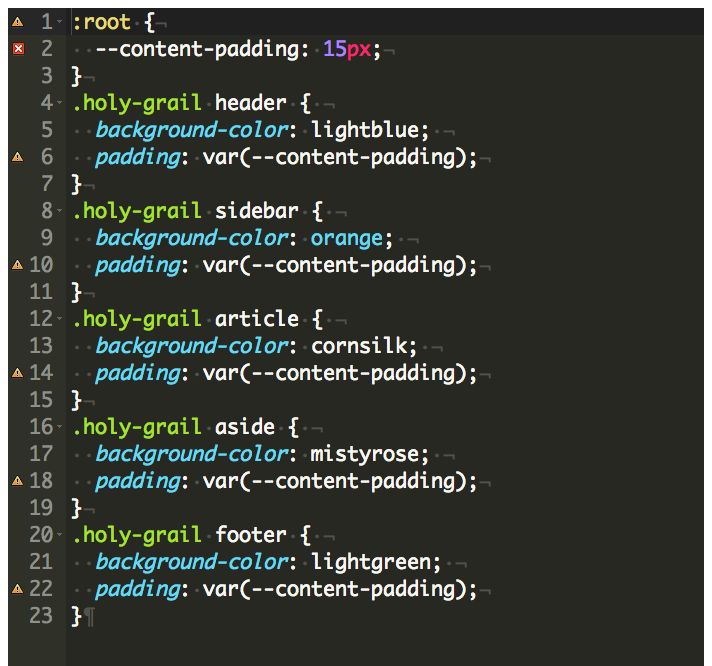 1 :root {
2   --content-padding: 15px;
3 }
4 .holy-grail header {
5   background-color: lightblue;
6   padding: var(--content-padding);
7 }
8 .holy-grail sidebar {
9   background-color: orange;
10   padding: var(--content-padding);
11 }
12 .holy-grail article {
13   background-color: cornsilk;
14   padding: var(--content-padding);
15 }
16 .holy-grail aside {
17   background-color: mistyrose;
18   padding: var(--content-padding);
19 }
20 .holy-grail footer {
21   background-color: lightgreen;
22   padding: var(--content-padding);
23 }